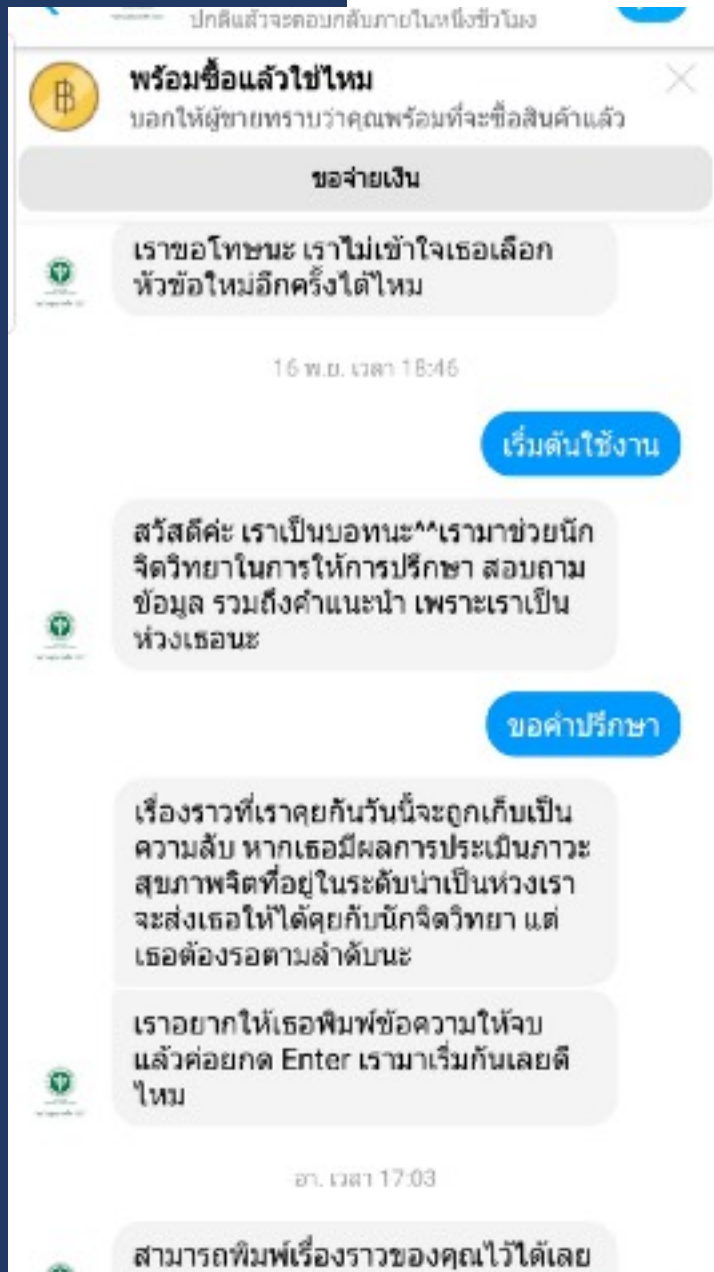 ปกติแล้วจะตอบกลับภายในหนึ่งชั่วโมง
พร้อมซื้อแล้วใช่ไหม
บอกให้ผู้ขายทราบว่าคุณพร้อมที่จะซื้อสินค้าแล้ว
ขอจ่ายเงิน
เราขอโทษนะ เราไม่เข้าใจเธอเลือก
หัวข้อใหม่อีกครั้งได้ไหม
16 พ.ย. เวลา 18:46
เริ่มต้นใช้งาน
สวัสดีค่ะ เราเป็นบอทนะ^^เรามาช่วยนัก
จิตวิทยาในการให้การปรึกษา สอบถาม
ข้อมูล รวมถึงคำแนะนำ เพราะเราเป็น
ห่วงเธอนะ
ขอคำปรึกษา
เรื่องราวที่เราคุยกันวันนี้จะถูกเก็บเป็น
ความลับ หากเธอมีผลการประเมินภาวะ
สุขภาพจิตที่อยู่ในระดับน่าเป็นห่วงเรา
จะส่งเธอให้ได้คุยกับนักจิตวิทยา แต่
เธอต้องรอตามลำดับนะ
เราอยากให้เธอพิมพ์ข้อความให้จบ
แล้วค่อยกด Enter เรามาเริ่มกันเลยดี
ไหม
อา. เวลา 17:03
สามารถพิมพ์เรื่องราวของคุณไว้ได้เลย